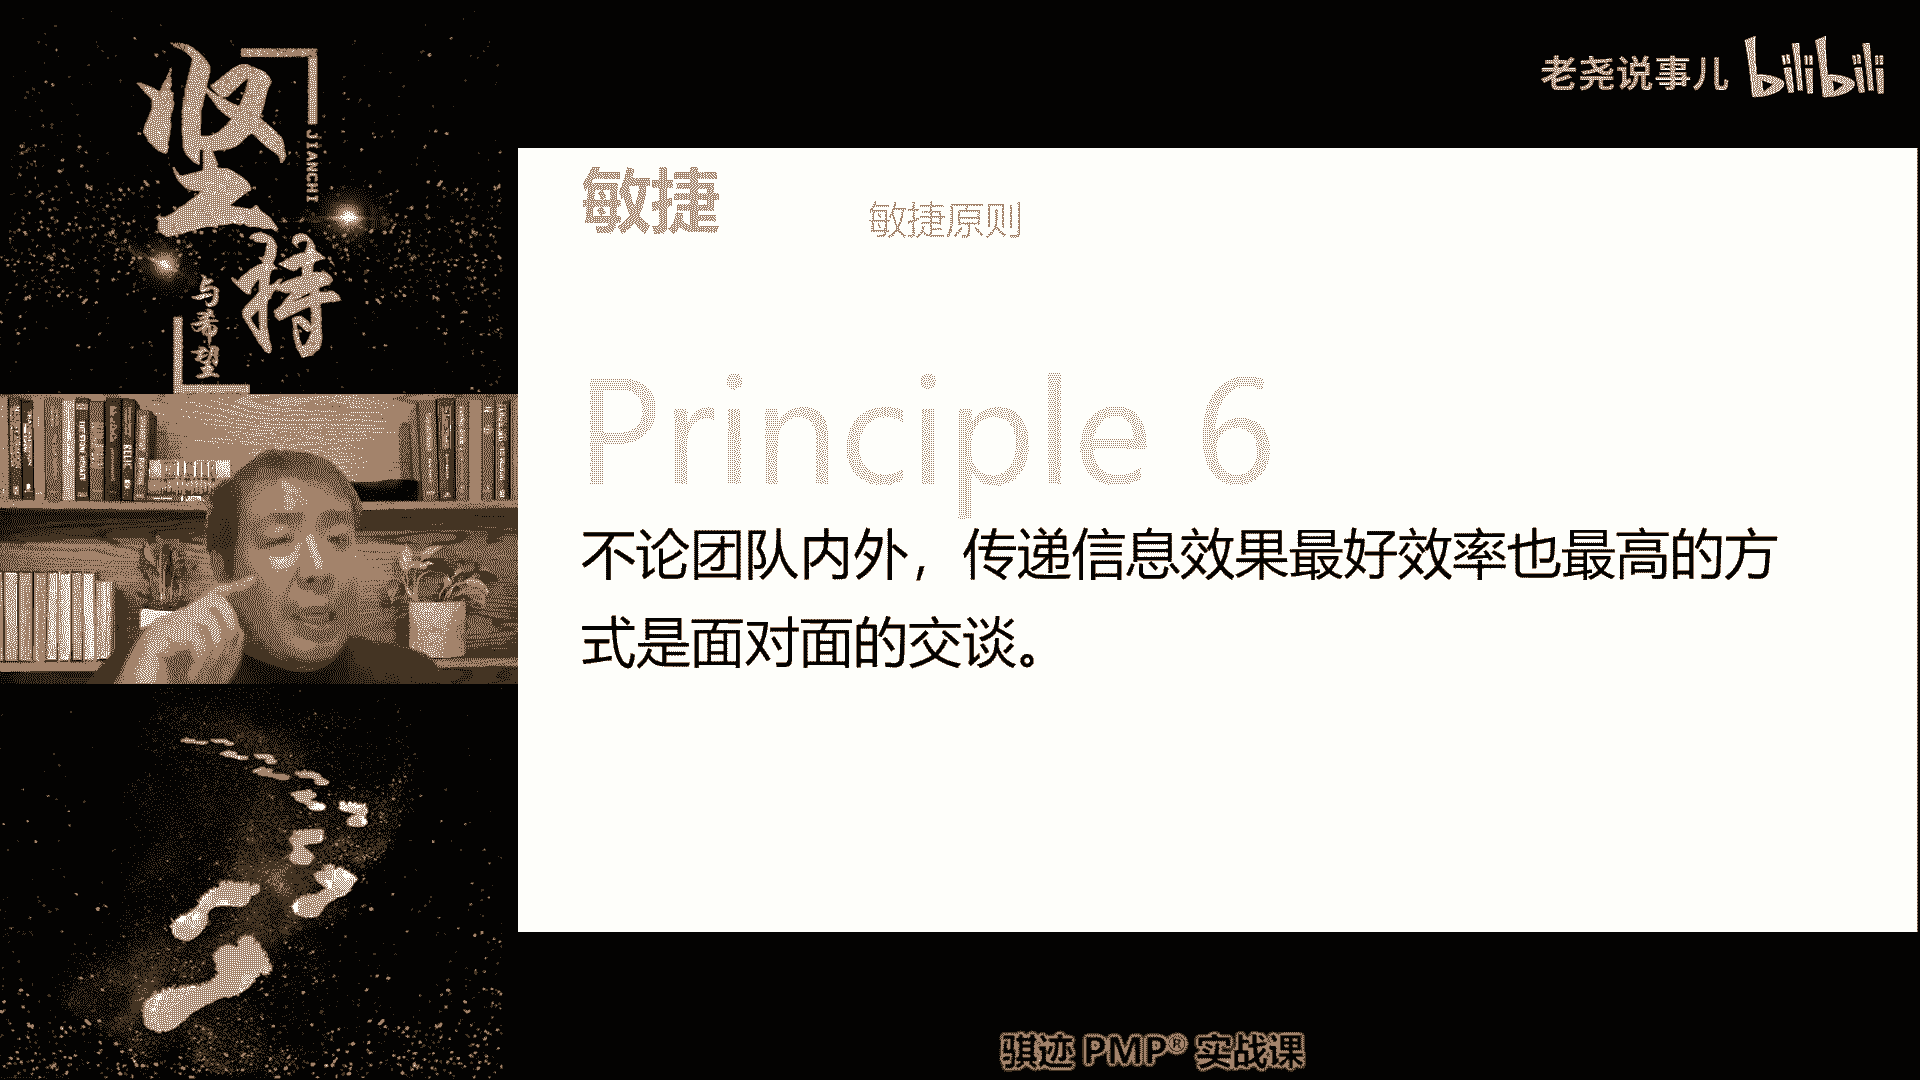 坚持
JIANCHI
与希望
老尧说事儿 bilibili
敏捷
敏捷原则
Principle 6
不论团队内外，传递信息效果最好效率也最高的方
式是面对面的交谈。
骐迹 PMP® 实战课